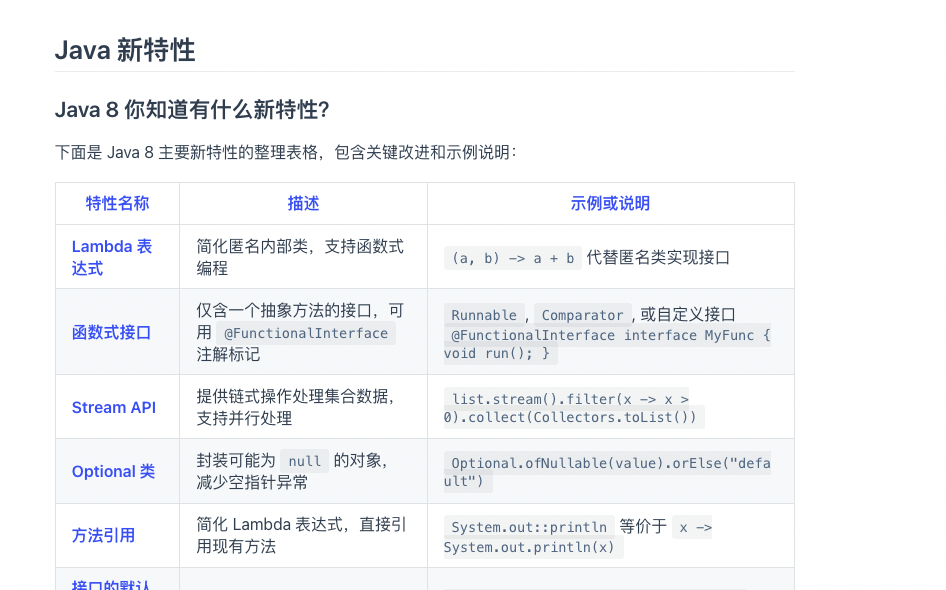 Java 新特性
Java 8 你知道有什么新特性?
下面是 Java 8 主要新特性的整理表格，包含关键改进和示例说明：
特性名称 描述 示例或说明
Lambda 表
达式
简化匿名内部类，支持函数式
编程
(a, b) -> a + b 代替匿名类实现接口
函数式接口
仅含一个抽象方法的接口，可
用 @FunctionalInterface
注解标记
Runnable , Comparator , 或自定义接口
@FunctionalInterface interface MyFunc {
void run(); }
Stream API
提供链式操作处理集合数据，
支持并行处理
list.stream().filter(x -> x >
0).collect(Collectors.toList())
Optional 类
封装可能为 null 的对象，
减少空指针异常
Optional.ofNullable(value).orElse("defa
ult")
方法引用
简化 Lambda 表达式，直接引
用现有方法
System.out::println 等价于 x ->
System.out.println(x)
接口的默认